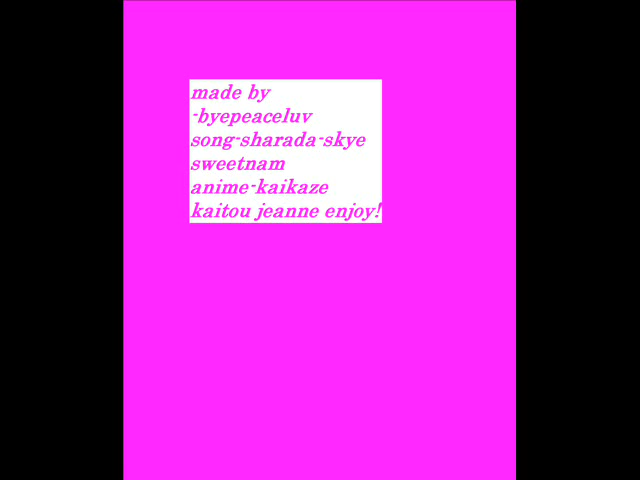 made by
-byepeaceluv
song-sharada-skye
sweetnam
anime-kaikaze
kaitou jeanne enjoy!